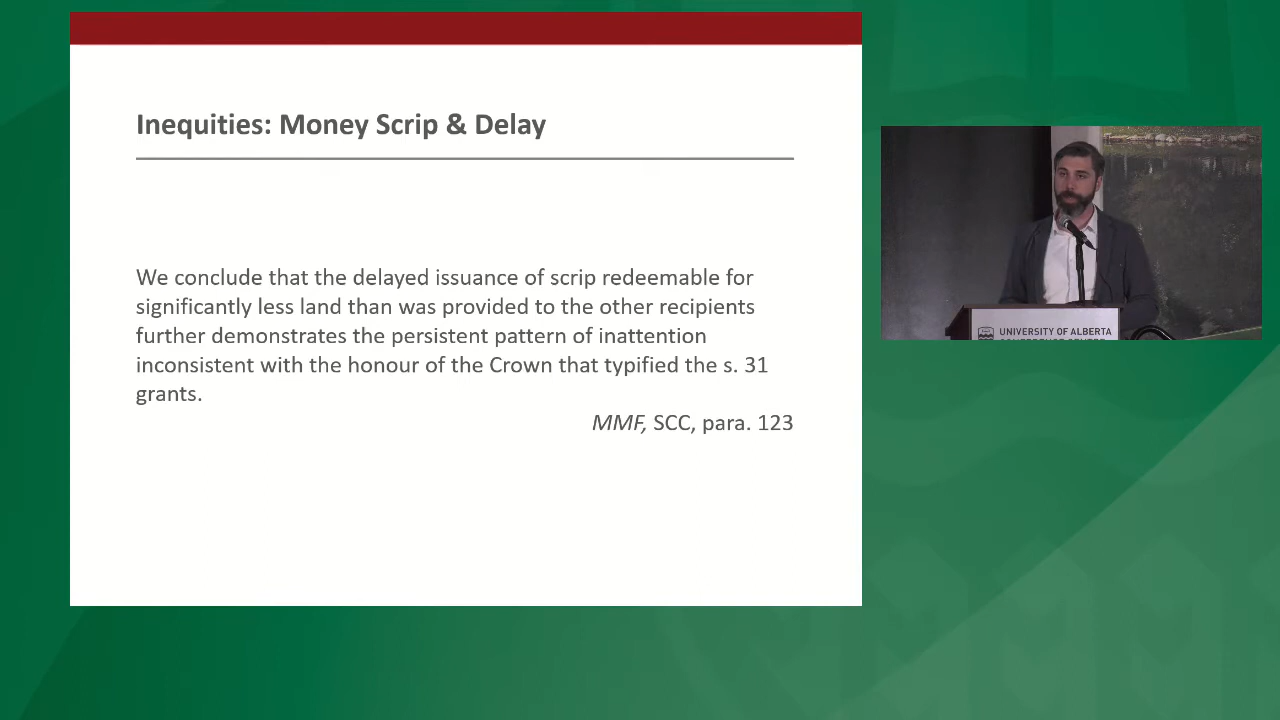 Inequities: Money Scrip & Delay
We conclude that the delayed issuance of scrip redeemable for
significantly less land than was provided to the other recipients
further demonstrates the persistent pattern of inattention
inconsistent with the honour of the Crown that typified the s. 31
grants.
MMF, SCC, para. 123
UNIVERSITY OF ALBERTA